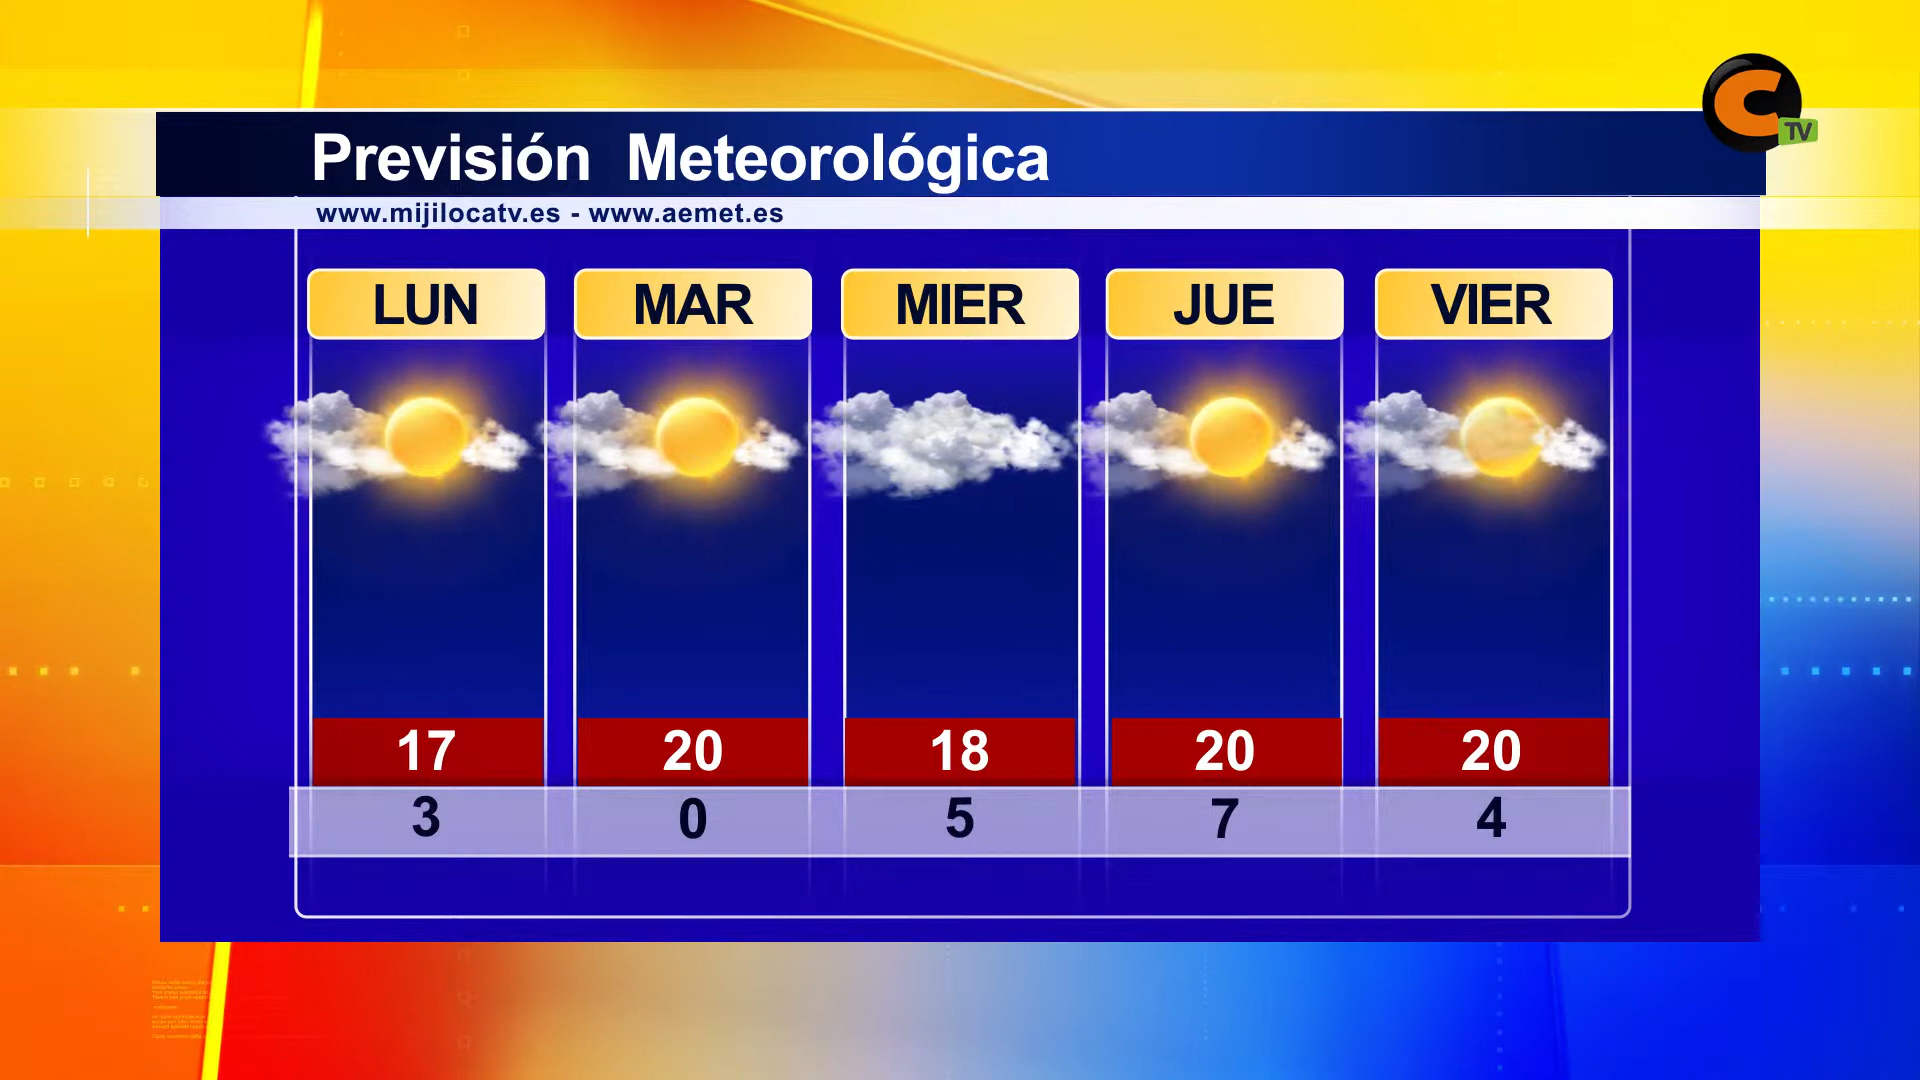 Previsión Meteorológica
www.mijilocatv.es - www.aemet.es
C TV
LUN MAR MIER JUE VIER
17 20 18 20 20
3 0 5 7 4